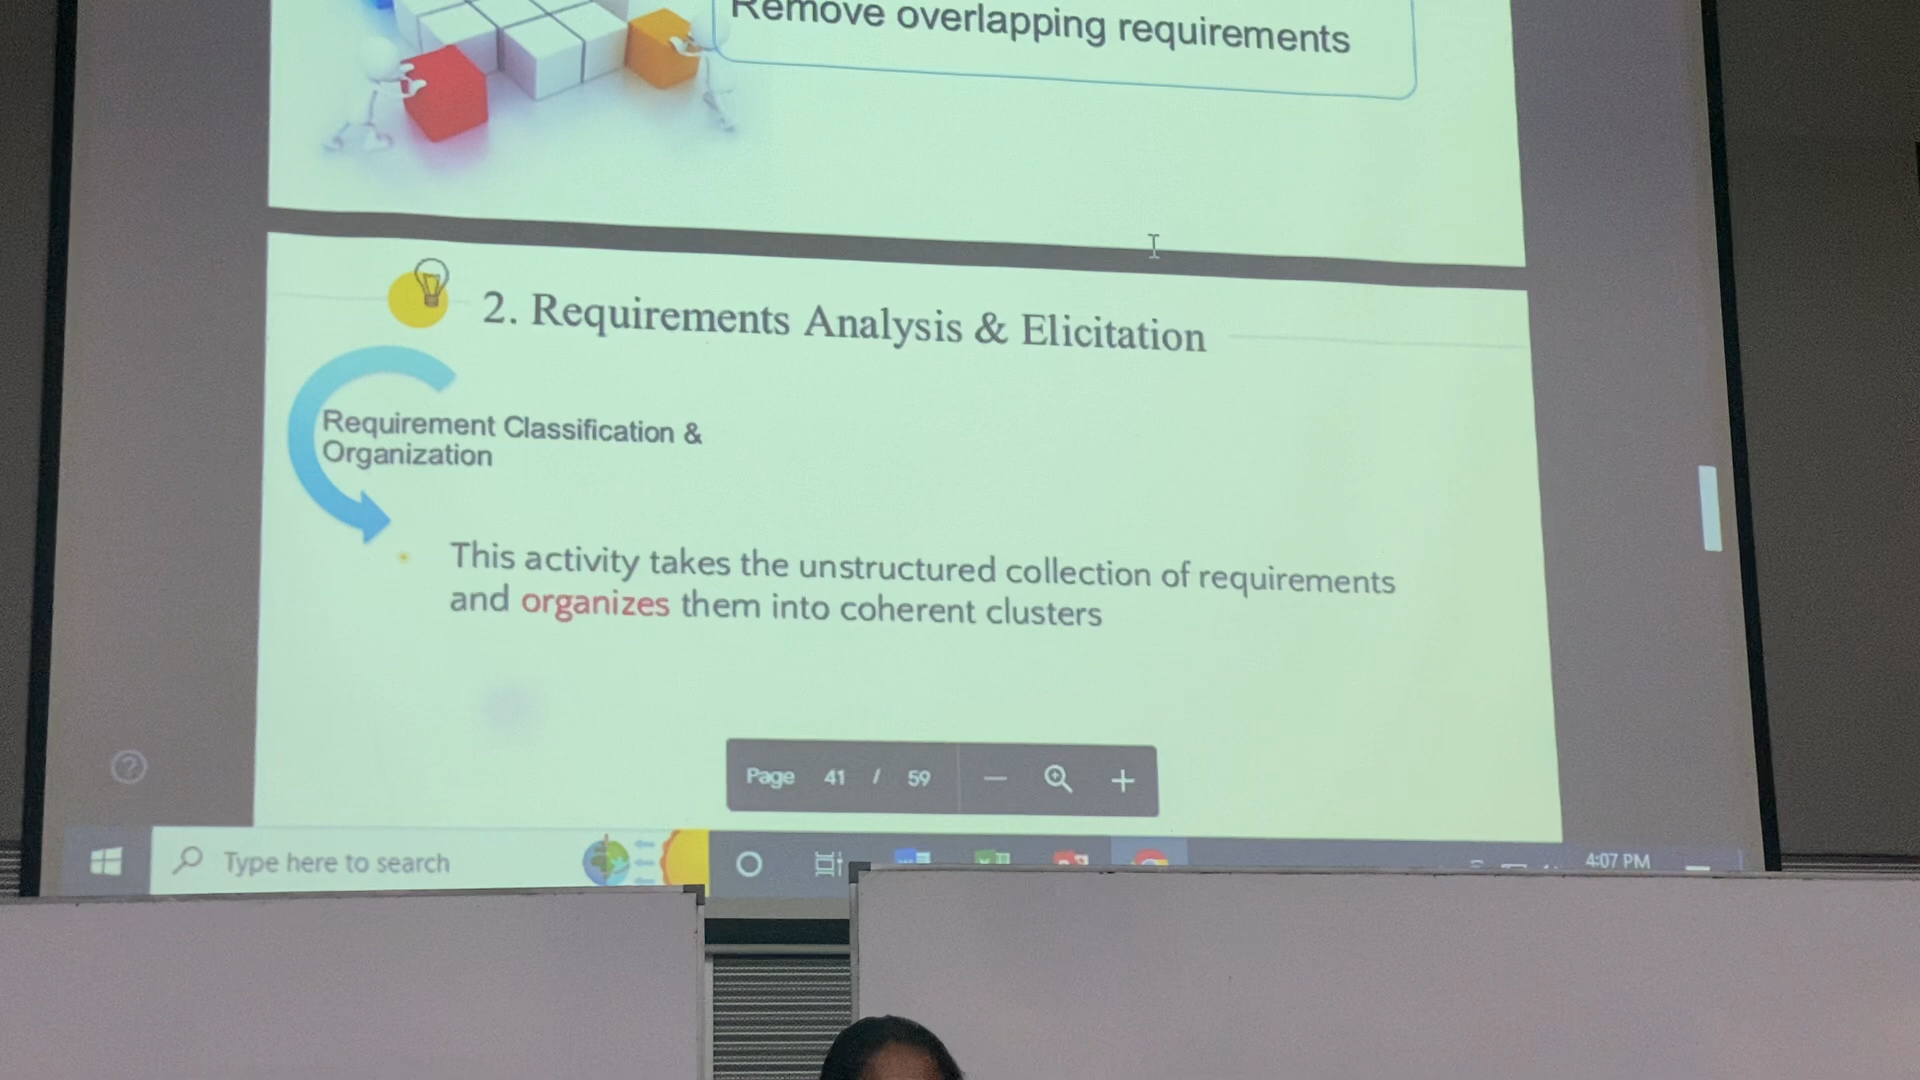 Remove overlapping requirements
2. Requirements Analysis & Elicitation
Requirement Classification &
Organization
This activity takes the unstructured collection of requirements
and organizes them into coherent clusters
?
Page 41 / 59
Type here to search
4:07 PM